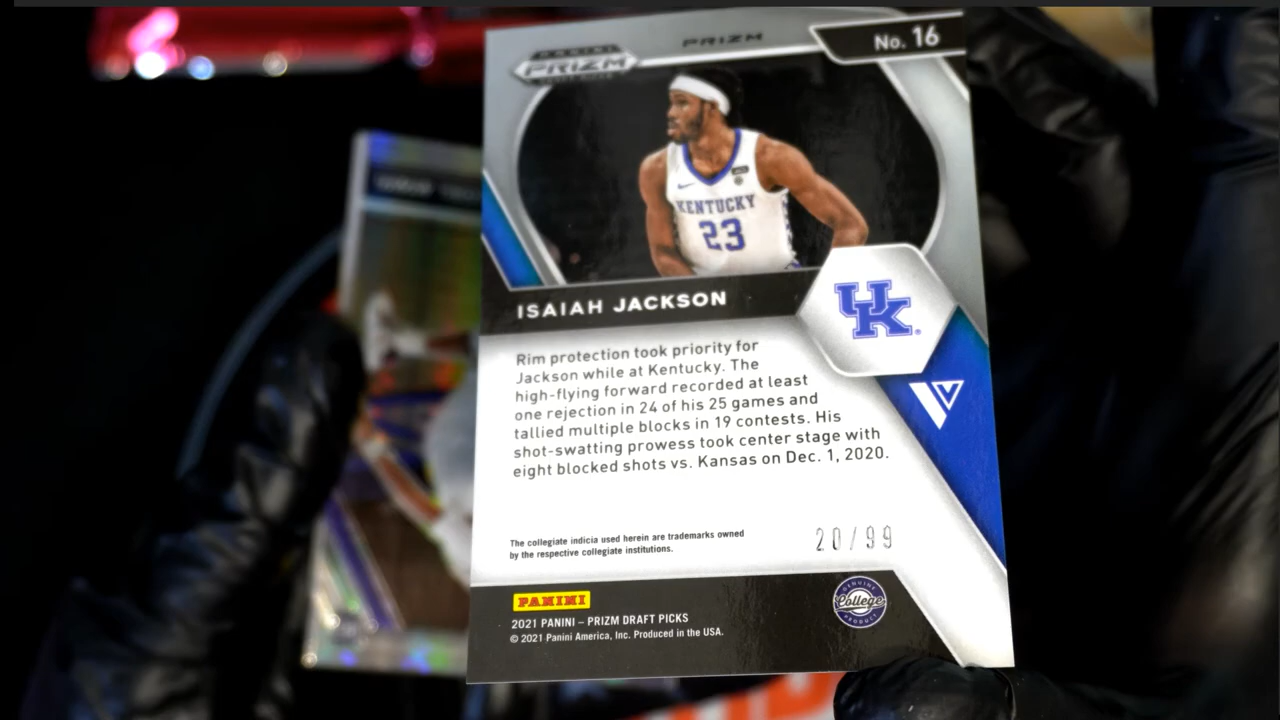 PANINI
PRIZM
PRIZM
No. 16
KENTUCKY
23
ISAIAH JACKSON
UK
Rim protection took priority for
Jackson while at Kentucky. The
high-flying forward recorded at least
one rejection in 24 of his 25 games and
tallied multiple blocks in 19 contests. His
shot-swatting prowess took center stage with
eight blocked shots vs. Kansas on Dec. 1, 2020.
The collegiate indicia used herein are trademarks owned
by the respective collegiate institutions.
20/99
PANINI
2021 PANINI – PRIZM DRAFT PICKS
© 2021 Panini America, Inc. Produced in the USA.
GENUINE
College
PRODUCT